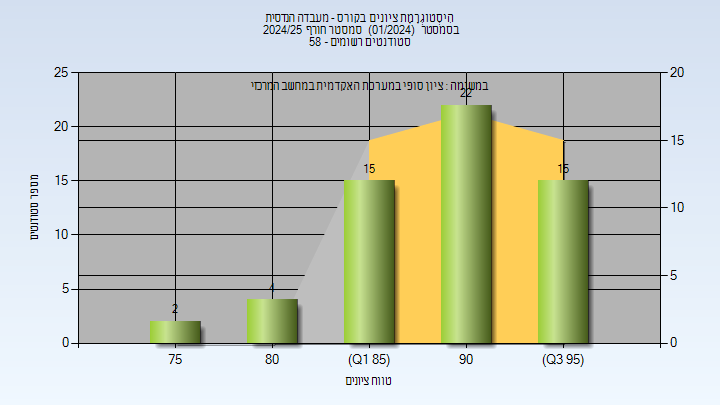 היסטוגרמת ציונים בקורס - מעבדה הנדסית
בסמסטר (01/2024) סמסטר חורף 2024/25
סטודנטים רשומים - 58
במשימה : ציון סופי במערכת האקדמית במחשב המרכזי
25
20
15
10
5
0
20
15
10
5
0
מספר סטודנטים
2
4
15
22
15
75
80
(Q1 85)
90
(Q3 95)
טווח ציונים